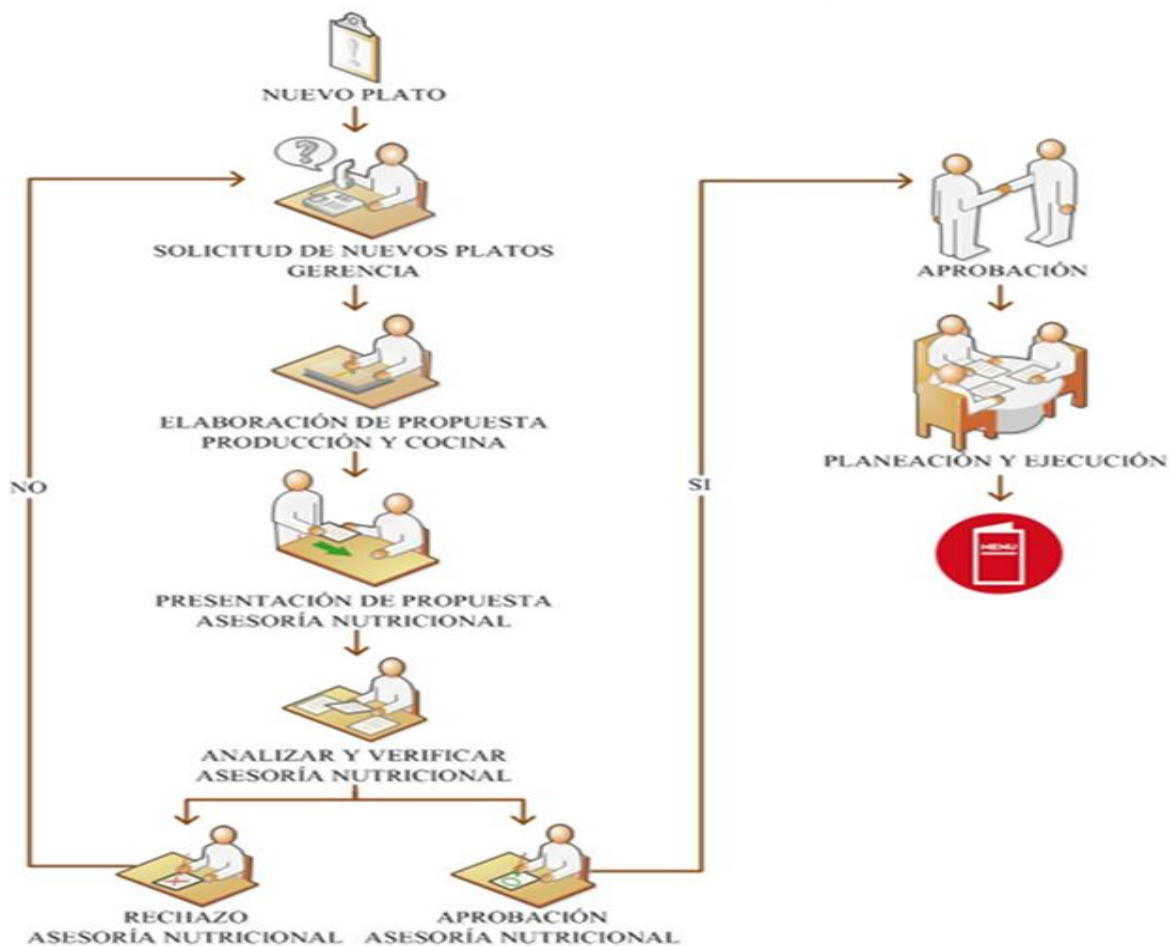 NUEVO PLATO
SOLICITUD DE NUEVOS PLATOS
GERENCIA
ELABORACIÓN DE PROPUESTA
PRODUCCIÓN Y COCINA
NO
PRESENTACIÓN DE PROPUESTA
ASESORÍA NUTRICIONAL
ANALIZAR Y VERIFICAR
ASESORÍA NUTRICIONAL
RECHAZO
ASESORÍA NUTRICIONAL
APROBACIÓN
ASESORÍA NUTRICIONAL
SI
APROBACIÓN
PLANEACIÓN Y EJECUCIÓN
MENU